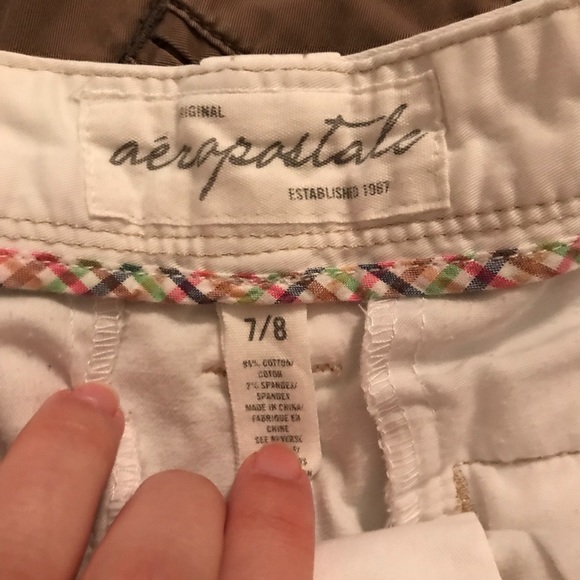 ORIGINAL
aéropostale
ESTABLISHED 1987
7/8
COTTON/
COTON
2% SPANDEX/
SPANDEX
MADE IN CHINA/
FABRIQUE EN
CHINE
SEE REVERSE